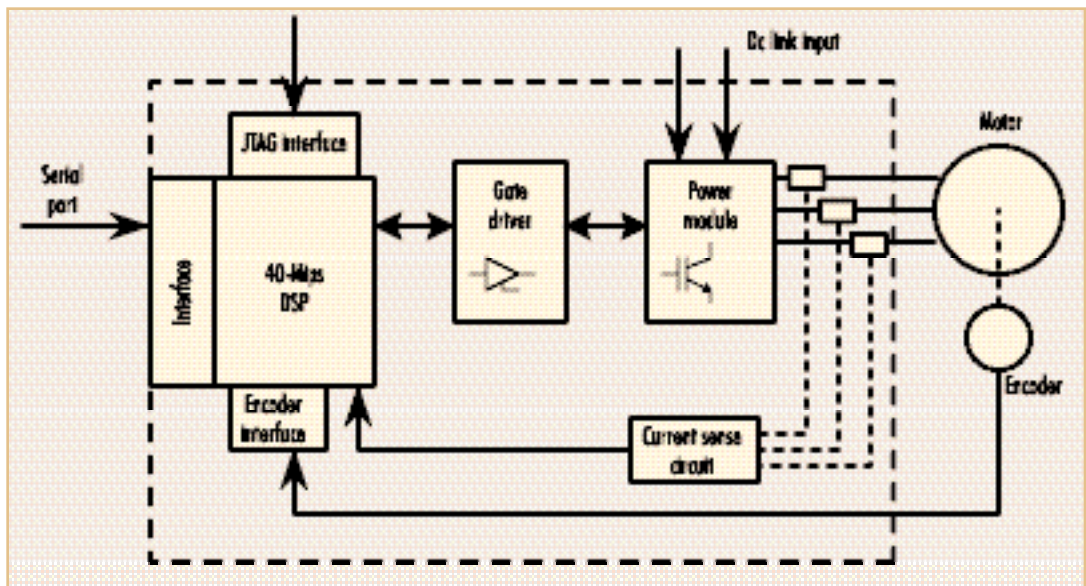 Dc link input
JTAG interface
Motor
Serial
port
Gate
driver
Power
module
Interface
40-Mips
DSP
Encoder
interface
Current sense
circuit
Encoder